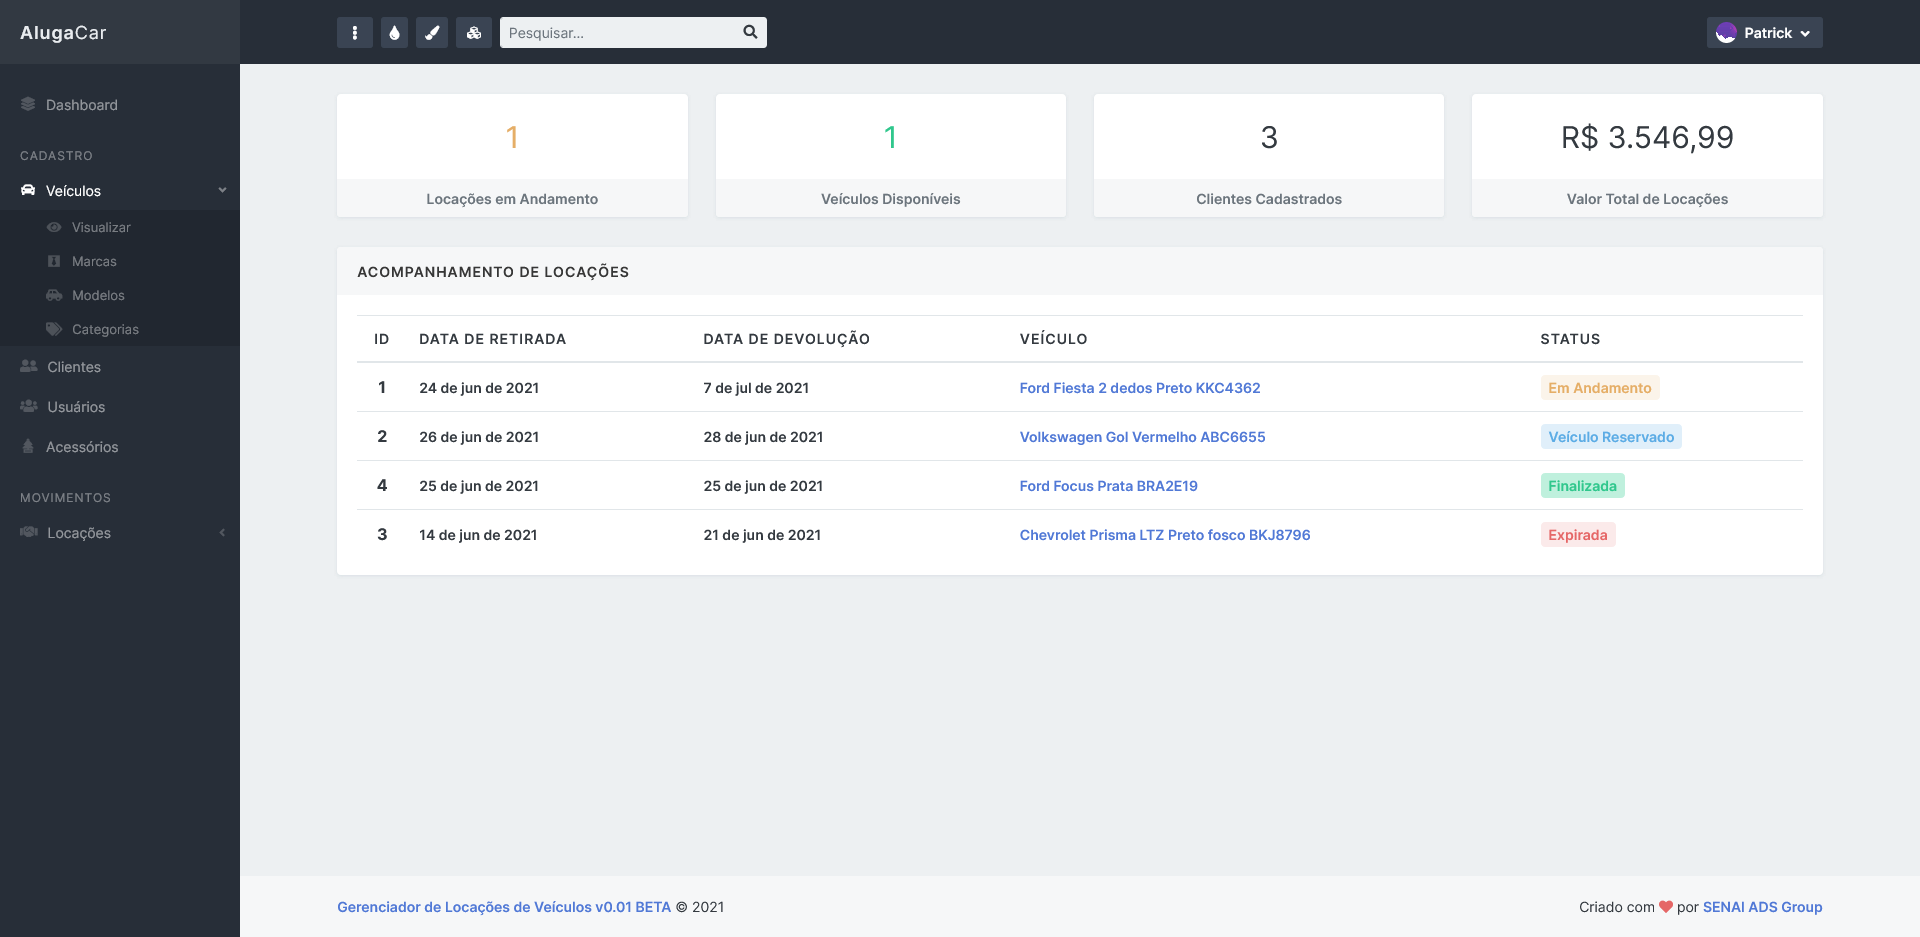 AlugaCar
Pesquisar...
Patrick
Dashboard
CADASTRO
Veículos
Visualizar
Marcas
Modelos
Categorias
Clientes
Usuários
Acessórios
MOVIMENTOS
Locações
1
Locações em Andamento
1
Veículos Disponíveis
3
Clientes Cadastrados
R$ 3.546,99
Valor Total de Locações
ACOMPANHAMENTO DE LOCAÇÕES
ID DATA DE RETIRADA DATA DE DEVOLUÇÃO VEÍCULO STATUS
1 24 de jun de 2021 7 de jul de 2021 Ford Fiesta 2 dedos Preto KKC4362 Em Andamento
2 26 de jun de 2021 28 de jun de 2021 Volkswagen Gol Vermelho ABC6655 Veículo Reservado
4 25 de jun de 2021 25 de jun de 2021 Ford Focus Prata BRA2E19 Finalizada
3 14 de jun de 2021 21 de jun de 2021 Chevrolet Prisma LTZ Preto fosco BKJ8796 Expirada
Gerenciador de Locações de Veículos v0.01 BETA © 2021
Criado com ❤ por SENAI ADS Group